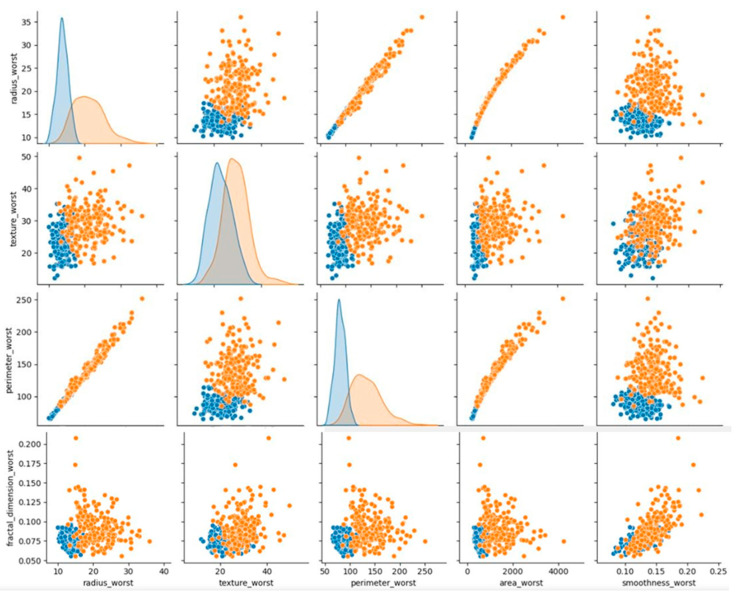 radius_worst
35
30
25
20
15
10
texture_worst
50
40
30
20
perimeter_worst
250
200
150
100
fractal_dimension_worst
0.200
0.175
0.150
0.125
0.100
0.075
0.050
10 20 30 40
20 40
50 100 150 200 250
0 2000 4000
0.10 0.15 0.20 0.25
radius_worst texture_worst perimeter_worst area_worst smoothness_worst